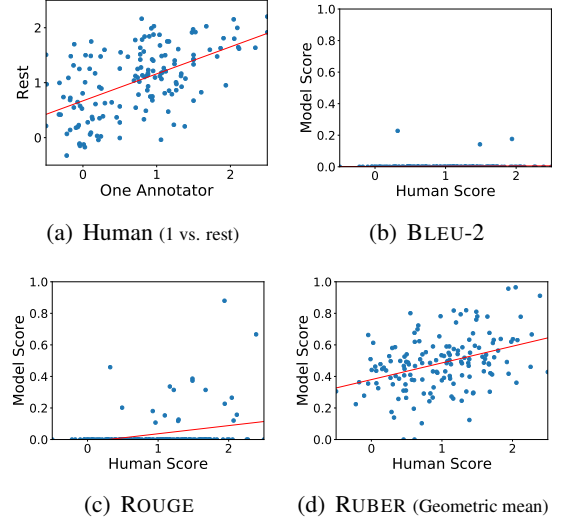 2
1
0
Rest
0 1 2
One Annotator
(a) Human (1 vs. rest)
1.0
0.8
0.6
0.4
0.2
0.0
Model Score
0 1 2
Human Score
(b) BLEU-2
1.0
0.8
0.6
0.4
0.2
0.0
Model Score
0 1 2
Human Score
(c) ROUGE
1.0
0.8
0.6
0.4
0.2
0.0
Model Score
0 1 2
Human Score
(d) RUBER (Geometric mean)